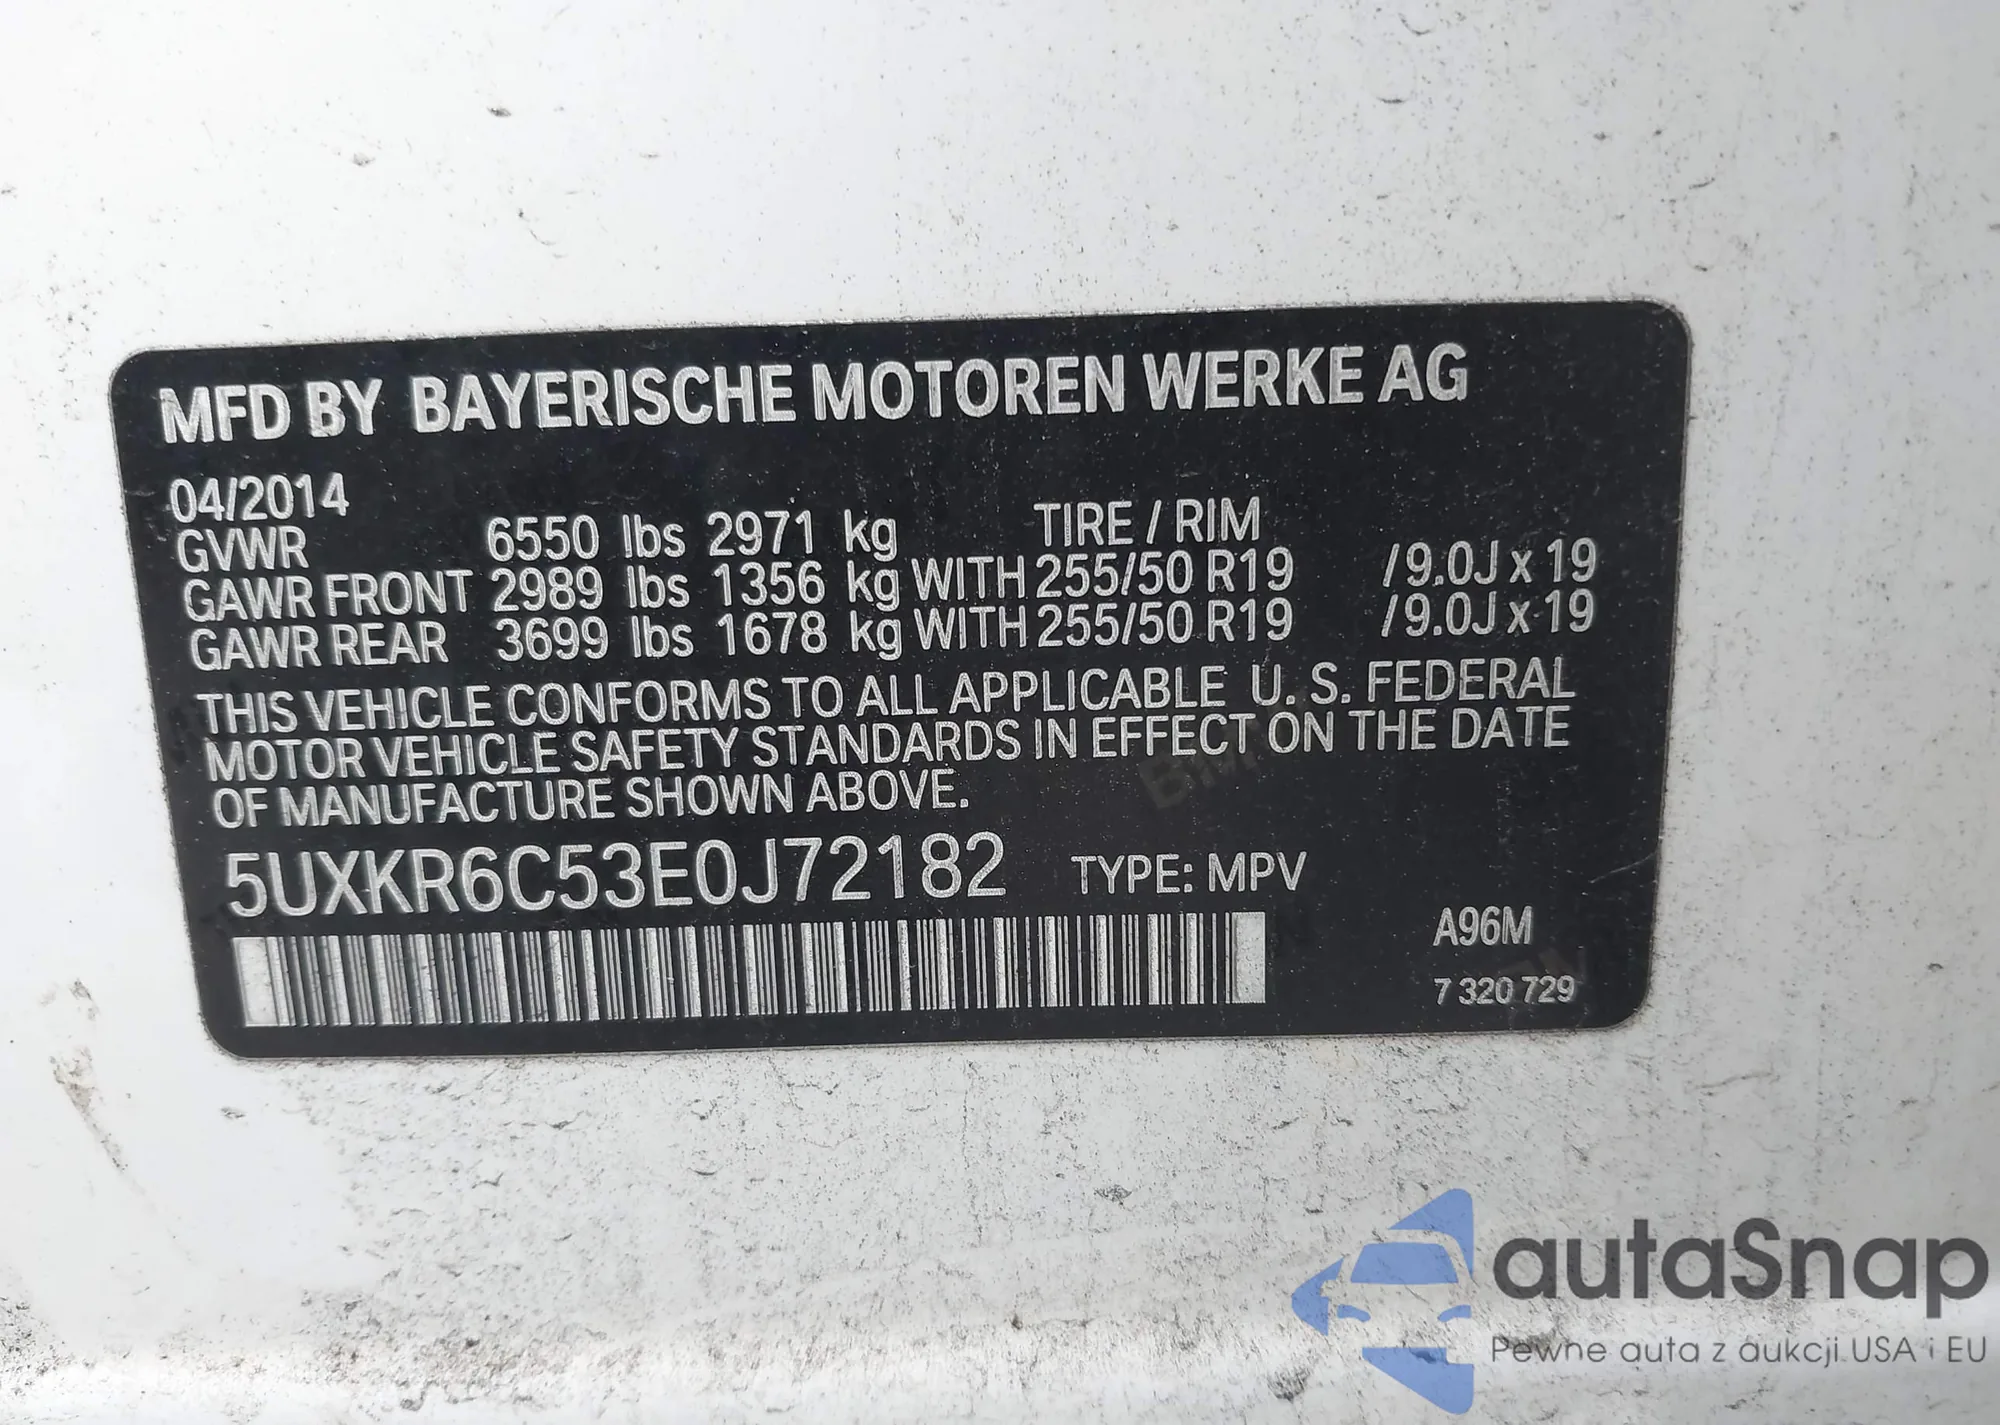 MFD BY BAYERISCHE MOTOREN WERKE AG
04/2014
GVWR 6550 lbs 2971 kg TIRE / RIM
GAWR FRONT 2989 lbs 1356 kg WITH 255/50 R19 /9.0J x 19
GAWR REAR 3699 lbs 1678 kg WITH 255/50 R19 /9.0J x 19
THIS VEHICLE CONFORMS TO ALL APPLICABLE U. S. FEDERAL
MOTOR VEHICLE SAFETY STANDARDS IN EFFECT ON THE DATE
OF MANUFACTURE SHOWN ABOVE.
5UXKR6C53E0J72182 TYPE: MPV
A96M
7 320 729
autaSnap
Pewne auta z aukcji USA i EU